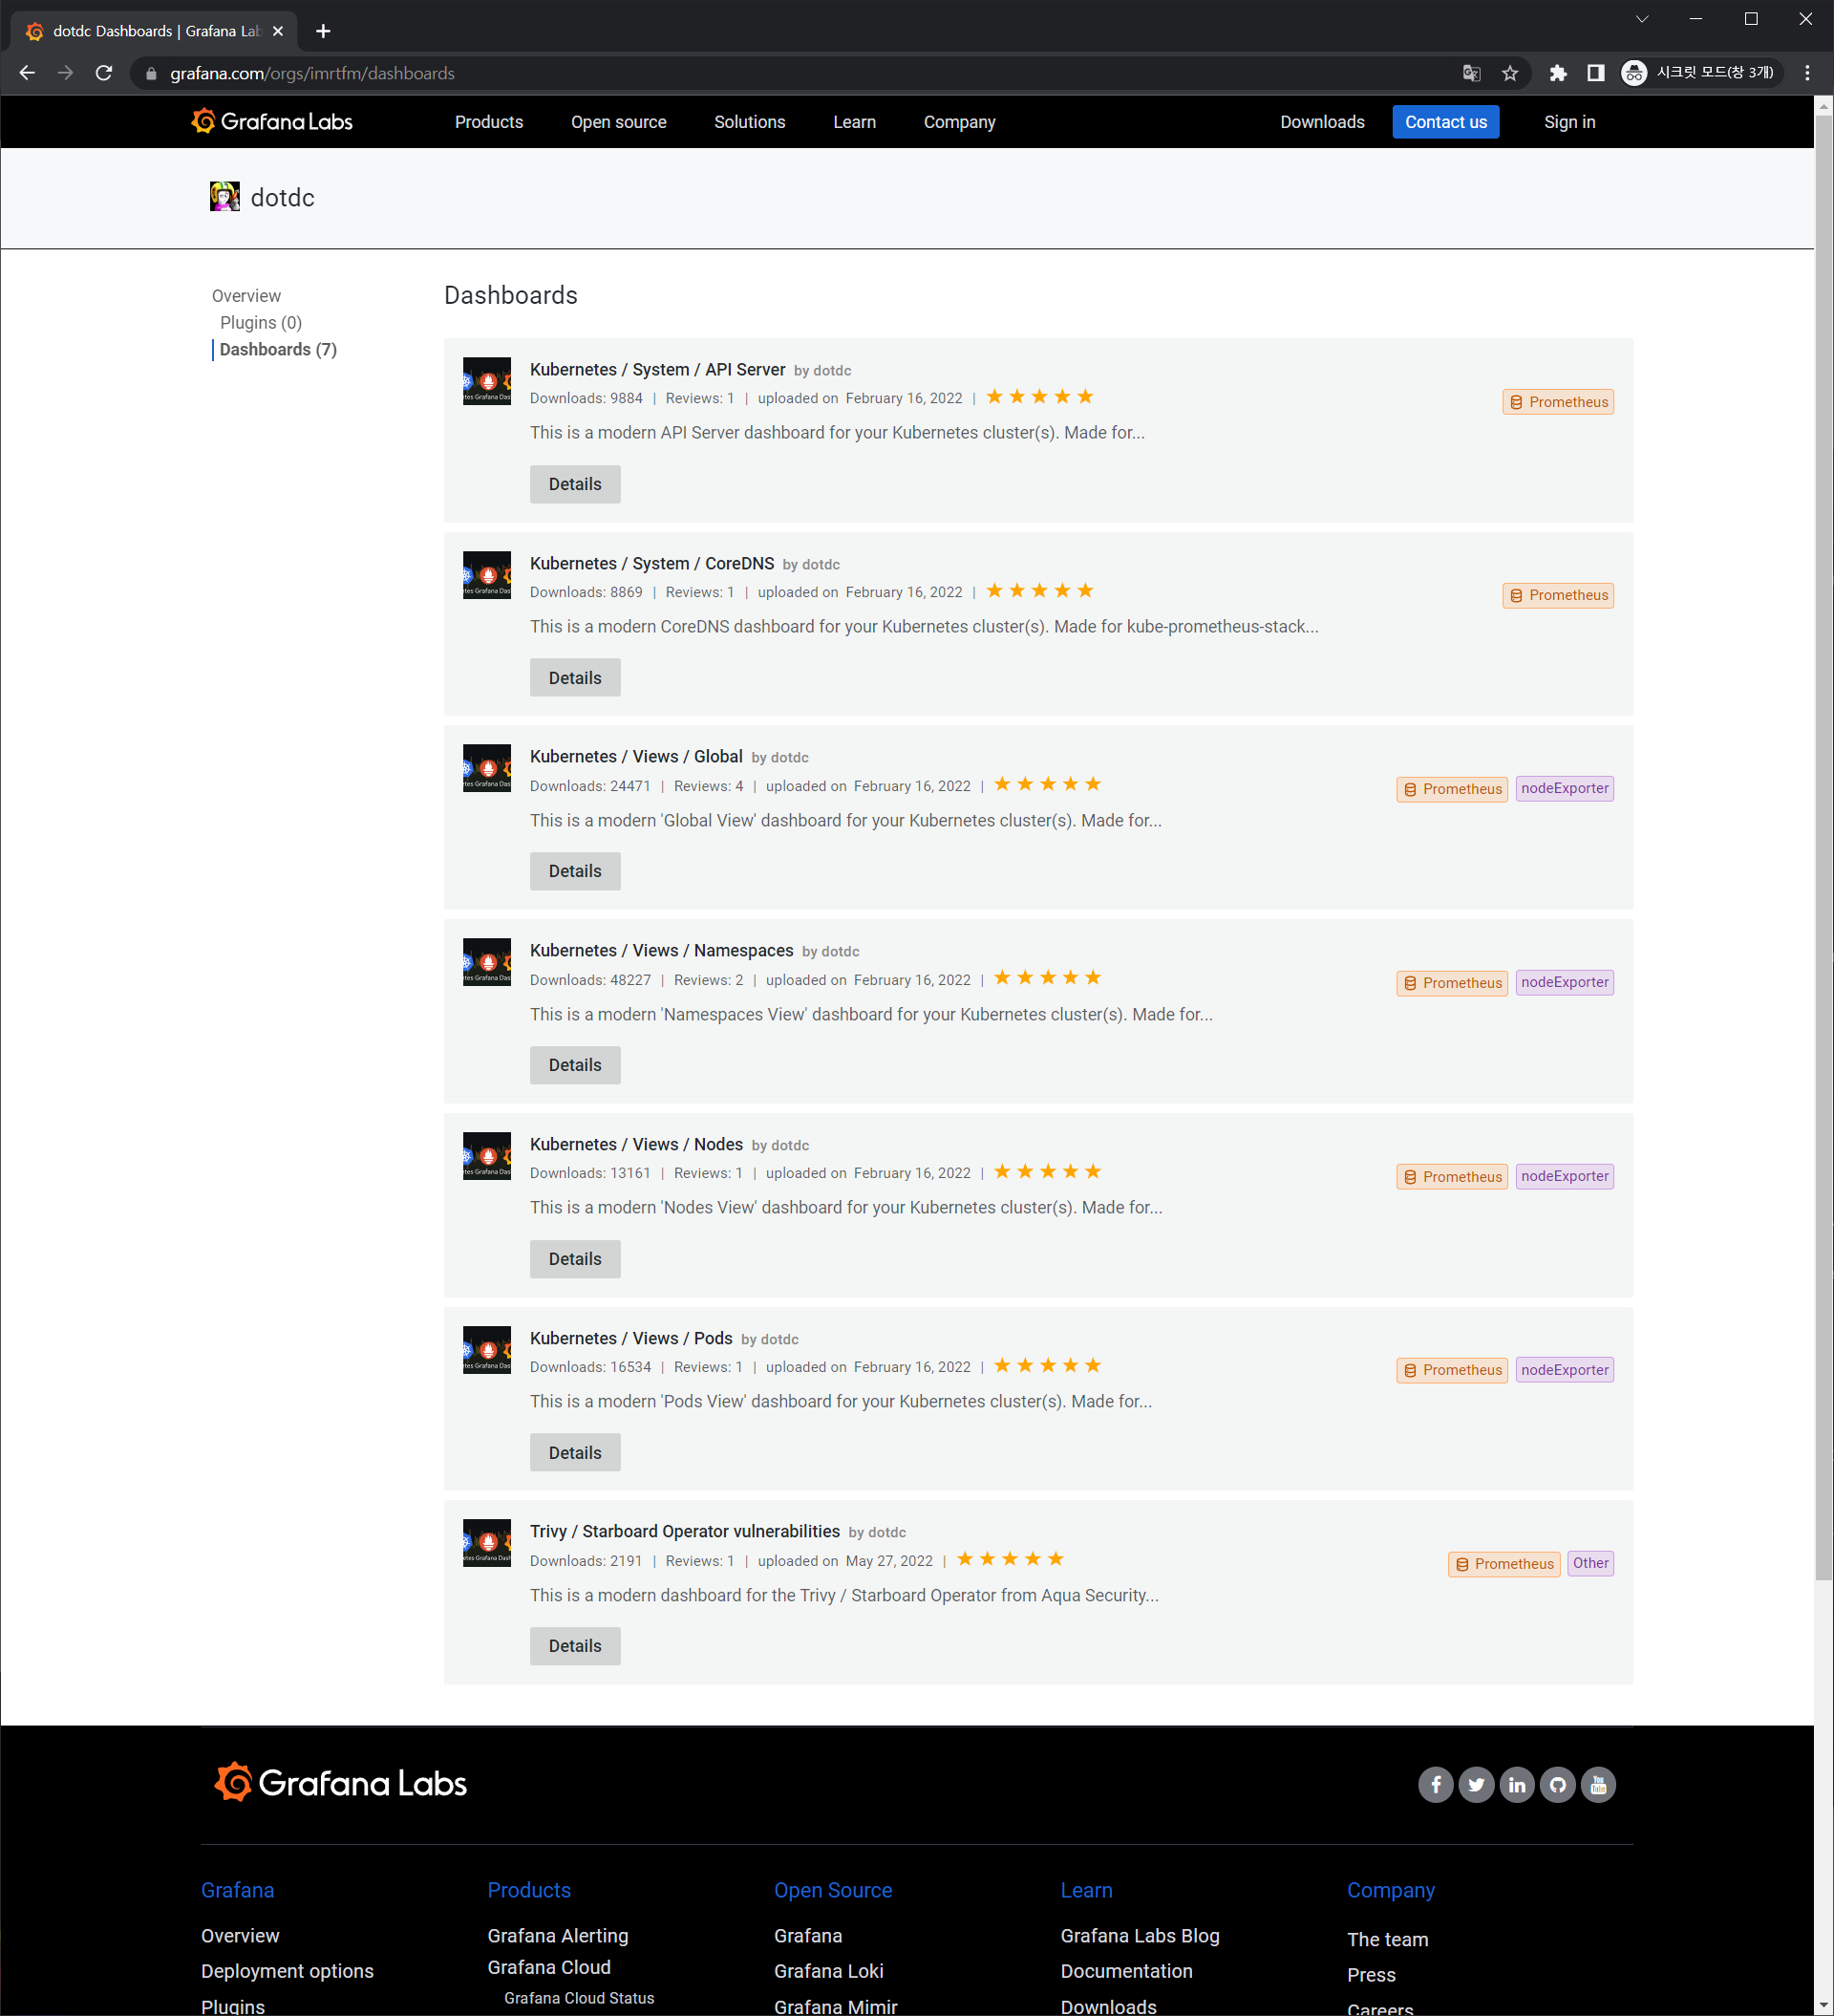 dotdc Dashboards | Grafana Lab
grafana.com/orgs/imrtfm/dashboards
시크릿 모드(창 3개)
Grafana Labs
Products
Open source
Solutions
Learn
Company
Downloads
Contact us
Sign in
dotdc
Overview
Plugins (0)
Dashboards (7)
Dashboards
Kubernetes / System / API Server by dotdc
Downloads: 9884 | Reviews: 1 | uploaded on February 16, 2022 |
Prometheus
This is a modern API Server dashboard for your Kubernetes cluster(s). Made for...
Details
Kubernetes / System / CoreDNS by dotdc
Downloads: 8869 | Reviews: 1 | uploaded on February 16, 2022 |
Prometheus
This is a modern CoreDNS dashboard for your Kubernetes cluster(s). Made for kube-prometheus-stack...
Details
Kubernetes / Views / Global by dotdc
Downloads: 24471 | Reviews: 4 | uploaded on February 16, 2022 |
Prometheus nodeExporter
This is a modern 'Global View' dashboard for your Kubernetes cluster(s). Made for...
Details
Kubernetes / Views / Namespaces by dotdc
Downloads: 48227 | Reviews: 2 | uploaded on February 16, 2022 |
Prometheus nodeExporter
This is a modern 'Namespaces View' dashboard for your Kubernetes cluster(s). Made for...
Details
Kubernetes / Views / Nodes by dotdc
Downloads: 13161 | Reviews: 1 | uploaded on February 16, 2022 |
Prometheus nodeExporter
This is a modern 'Nodes View' dashboard for your Kubernetes cluster(s). Made for...
Details
Kubernetes / Views / Pods by dotdc
Downloads: 16534 | Reviews: 1 | uploaded on February 16, 2022 |
Prometheus nodeExporter
This is a modern 'Pods View' dashboard for your Kubernetes cluster(s). Made for...
Details
Trivy / Starboard Operator vulnerabilities by dotdc
Downloads: 2191 | Reviews: 1 | uploaded on May 27, 2022 |
Prometheus Other
This is a modern dashboard for the Trivy / Starboard Operator from Aqua Security...
Details
Grafana Labs
Grafana
Overview
Deployment options
Plugins
Products
Grafana Alerting
Grafana Cloud
Grafana Cloud Status
Open Source
Grafana
Grafana Loki
Grafana Mimir
Learn
Grafana Labs Blog
Documentation
Downloads
Company
The team
Press
Careers